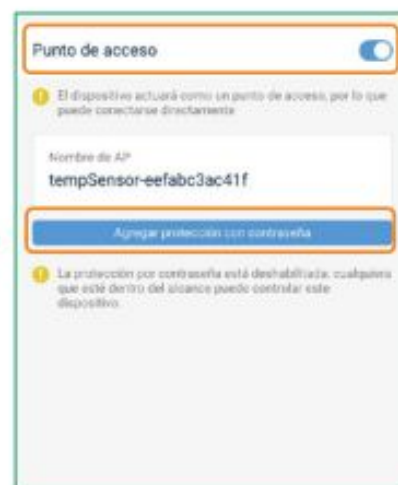 Punto de acceso
El dispositivo actuará como un punto de acceso, por lo que
puede conectarse directamente
Nombre de AP
tempSensor-eefabc3ac41f
Agregar protección con contraseña
La protección por contraseña está deshabilitada, cualquiera
que esté dentro del alcance puede controlar este
dispositivo.